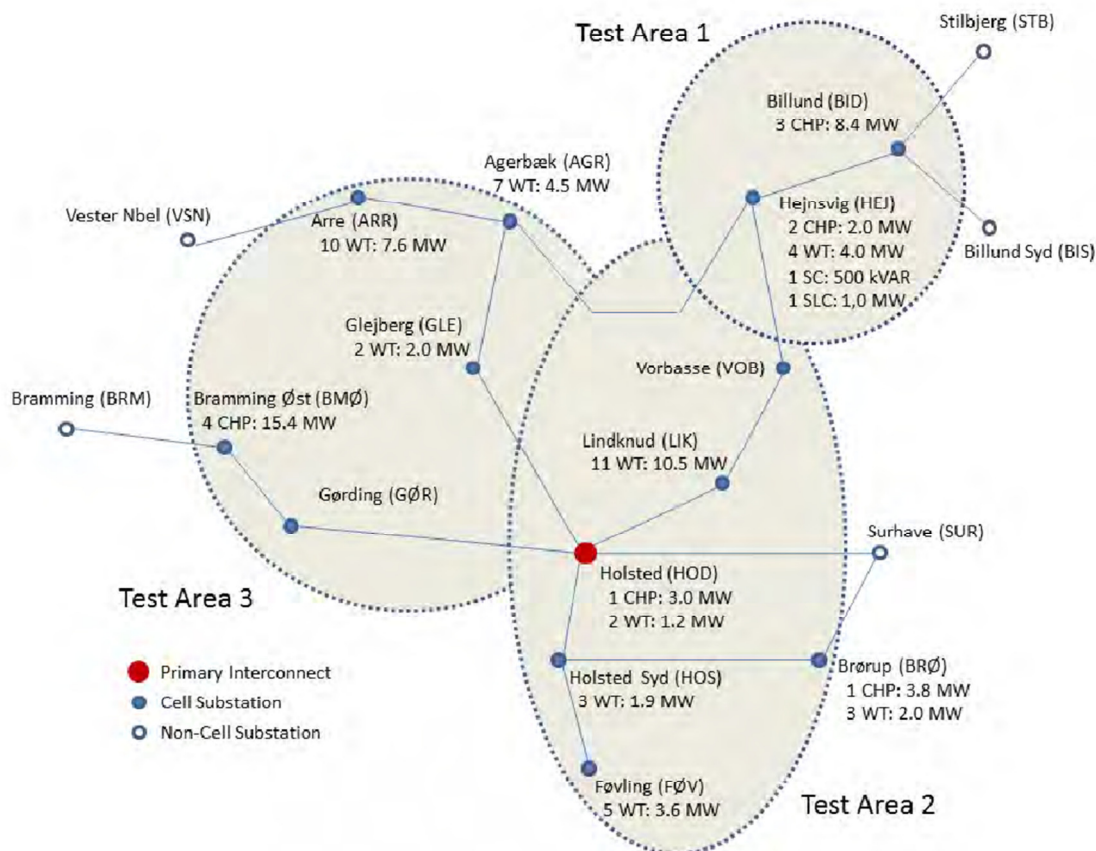 Stilbjerg (STB)
Test Area 1
Billund (BID)
3 CHP: 8.4 MW
Agerbæk (AGR)
7 WT: 4.5 MW
Vester Nbel (VSN)
Arre (ARR)
10 WT: 7.6 MW
Hejnsvig (HEJ)
2 CHP: 2.0 MW
4 WT: 4.0 MW
1 SC: 500 kVAR
1 SLC: 1,0 MW
Billund Syd (BIS)
Glejberg (GLE)
2 WT: 2.0 MW
Vorbasse (VOB)
Bramming (BRM)
Bramming Øst (BMØ)
4 CHP: 15.4 MW
Lindknud (LIK)
11 WT: 10.5 MW
Gørding (GØR)
Surhave (SUR)
Holsted (HOD)
1 CHP: 3.0 MW
2 WT: 1.2 MW
Test Area 3
Primary Interconnect
Cell Substation
Non-Cell Substation
Holsted Syd (HOS)
3 WT: 1.9 MW
Brørup (BRØ)
1 CHP: 3.8 MW
3 WT: 2.0 MW
Føvling (FØV)
5 WT: 3.6 MW
Test Area 2